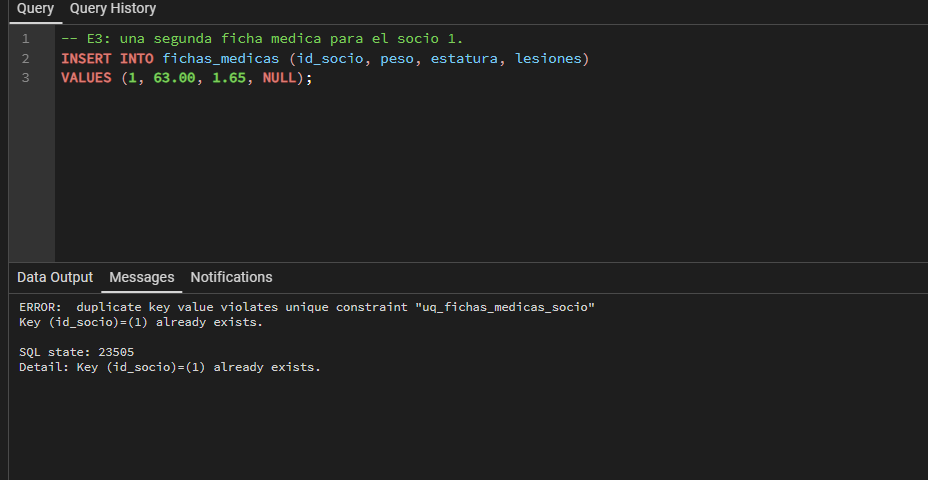 Query Query History
1 -- E3: una segunda ficha medica para el socio 1.
2 INSERT INTO fichas_medicas (id_socio, peso, estatura, lesiones)
3 VALUES (1, 63.00, 1.65, NULL);
Data Output Messages Notifications
ERROR:  duplicate key value violates unique constraint "uq_fichas_medicas_socio"
Key (id_socio)=(1) already exists.
SQL state: 23505
Detail: Key (id_socio)=(1) already exists.